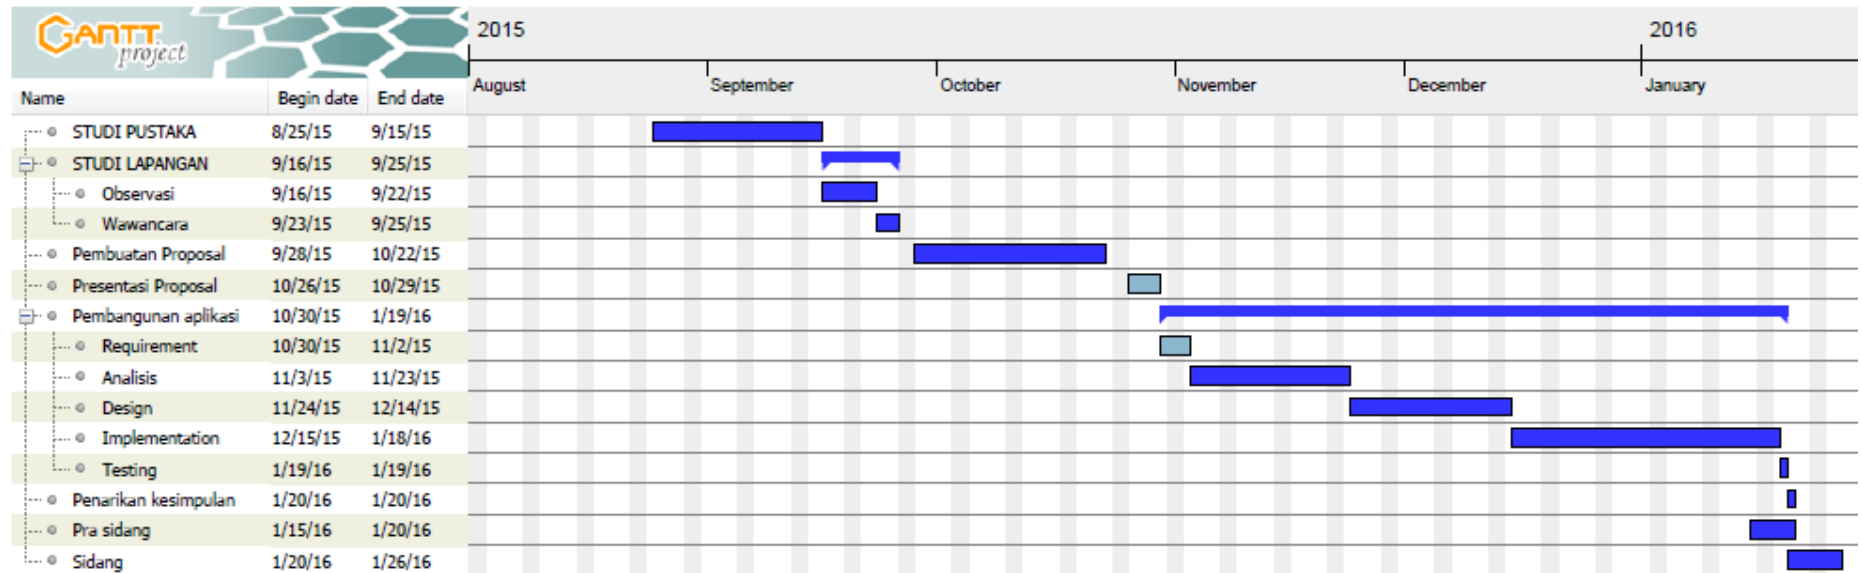 GANTT project
2015 2016
August September October November December January
Name Begin date End date
STUDI PUSTAKA 8/25/15 9/15/15
STUDI LAPANGAN 9/16/15 9/25/15
Observasi 9/16/15 9/22/15
Wawancara 9/23/15 9/25/15
Pembuatan Proposal 9/28/15 10/22/15
Presentasi Proposal 10/26/15 10/29/15
Pembangunan aplikasi 10/30/15 1/19/16
Requirement 10/30/15 11/2/15
Analisis 11/3/15 11/23/15
Design 11/24/15 12/14/15
Implementation 12/15/15 1/18/16
Testing 1/19/16 1/19/16
Penarikan kesimpulan 1/20/16 1/20/16
Pra sidang 1/15/16 1/20/16
Sidang 1/20/16 1/26/16